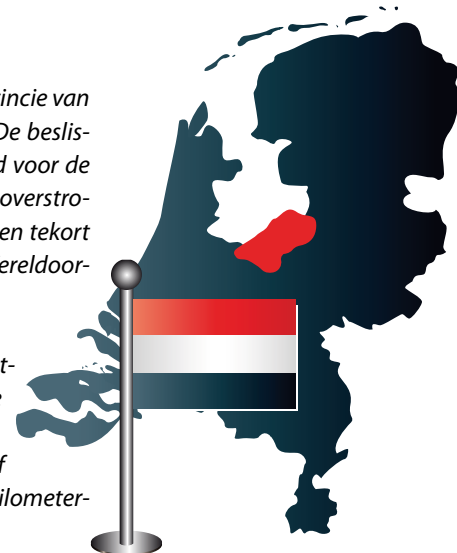 incie van
De beslis-
d voor de
overstro-
en tekort
ereldoor-
t-
f
ilometer-